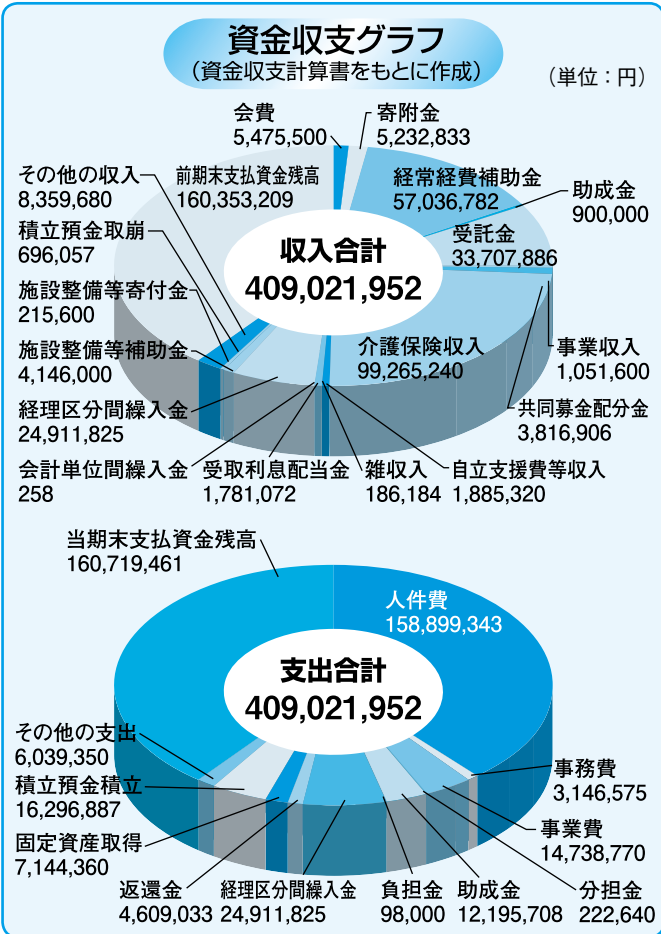 資金収支グラフ
（資金収支計算書をもとに作成）
（単位：円）
会費
5,475,500
寄附金
5,232,833
経常経費補助金
57,036,782
助成金
900,000
受託金
33,707,886
事業収入
1,051,600
共同募金配分金
3,816,906
介護保険収入
99,265,240
自立支援費等収入
1,885,320
雑収入
186,184
受取利息配当金
1,781,072
会計単位間繰入金
258
経理区分間繰入金
24,911,825
施設整備等補助金
4,146,000
施設整備等寄付金
215,600
積立預金取崩
696,057
その他の収入
8,359,680
前期末支払資金残高
160,353,209
収入合計
409,021,952
当期末支払資金残高
160,719,461
人件費
158,899,343
支出合計
409,021,952
事務費
3,146,575
事業費
14,738,770
分担金
222,640
助成金
12,195,708
負担金
98,000
経理区分間繰入金
24,911,825
返還金
4,609,033
固定資産取得
7,144,360
積立預金積立
16,296,887
その他の支出
6,039,350